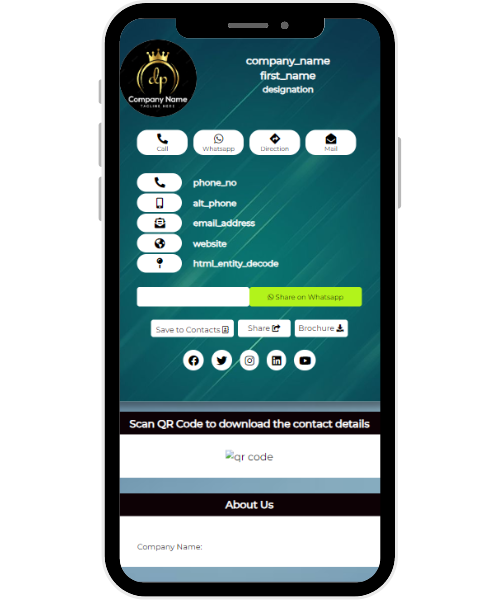 company_name
first_name
designation
dp
Company Name
TAGLINE HERE
Call
Whatsapp
Direction
Mail
phone_no
alt_phone
email_address
website
html_entity_decode
Share on Whatsapp
Save to Contacts
Share
Brochure
Scan QR Code to download the contact details
qr code
About Us
Company Name: